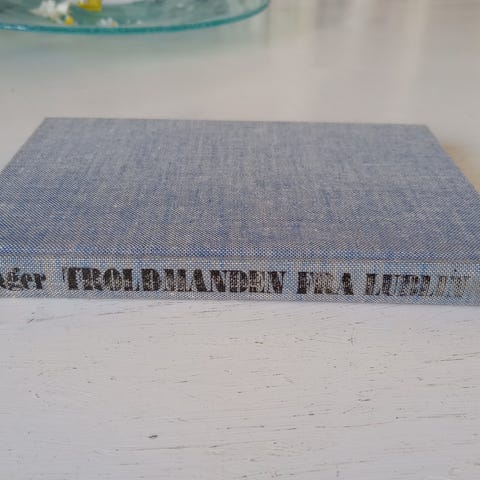 ger TROLDMANDEN FRA LUBLIN